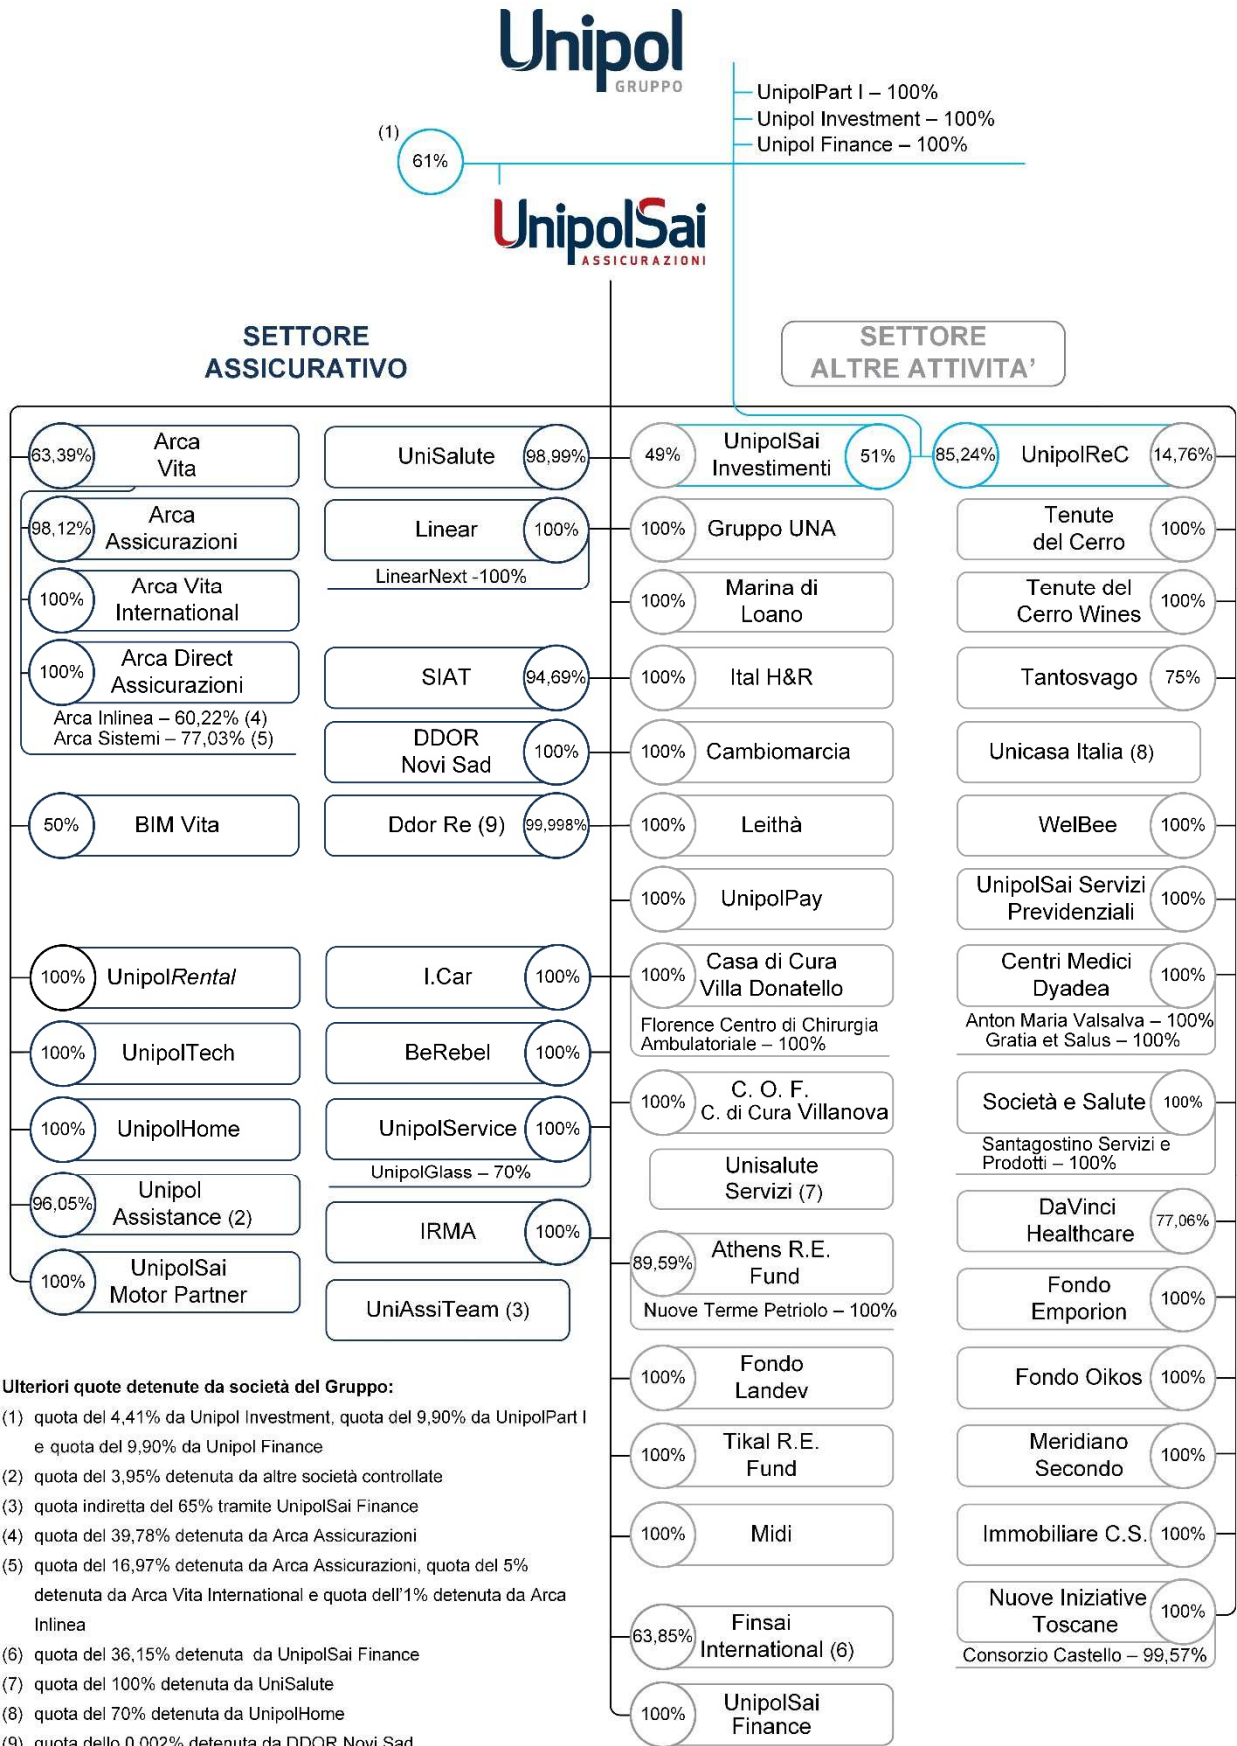 Unipol
GRUPPO
UnipolPart I – 100%
Unipol Investment – 100%
Unipol Finance – 100%
(1)
61%
UnipolSai
ASSICURAZIONI
SETTORE
ASSICURATIVO
SETTORE
ALTRE ATTIVITA'
63,39%
Arca
Vita
98,12%
Arca
Assicurazioni
100%
Arca Vita
International
100%
Arca Direct
Assicurazioni
Arca Inlinea – 60,22% (4)
Arca Sistemi – 77,03% (5)
50%
BIM Vita
100%
UnipolRental
100%
UnipolTech
100%
UnipolHome
96,05%
Unipol
Assistance (2)
100%
UnipolSai
Motor Partner
UniSalute
98,99%
Linear
100%
LinearNext -100%
SIAT
94,69%
DDOR
Novi Sad
100%
Ddor Re (9)
99,998%
I.Car
100%
BeRebel
100%
UnipolService
100%
UnipolGlass – 70%
IRMA
100%
UniAssiTeam (3)
49%
UnipolSai
Investimenti
51%
100%
Gruppo UNA
100%
Marina di
Loano
100%
Ital H&R
100%
Cambiomarcia
100%
Leithà
100%
UnipolPay
100%
Casa di Cura
Villa Donatello
Florence Centro di Chirurgia
Ambulatoriale – 100%
100%
C. O. F.
C. di Cura Villanova
Unisalute
Servizi (7)
89,59%
Athens R.E.
Fund
Nuove Terme Petriolo – 100%
100%
Fondo
Landev
100%
Tikal R.E.
Fund
100%
Midi
63,85%
Finsai
International (6)
100%
UnipolSai
Finance
85,24%
UnipolReC
14,76%
Tenute
del Cerro
100%
Tenute del
Cerro Wines
100%
Tantosvago
75%
Unicasa Italia (8)
WelBee
100%
UnipolSai Servizi
Previdenziali
100%
Centri Medici
Dyadea
100%
Anton Maria Valsalva – 100%
Gratia et Salus – 100%
Società e Salute
100%
Santagostino Servizi e
Prodotti – 100%
DaVinci
Healthcare
77,06%
Fondo
Emporion
100%
Fondo Oikos
100%
Meridiano
Secondo
100%
Immobiliare C.S.
100%
Nuove Iniziative
Toscane
100%
Consorzio Castello – 99,57%
Ulteriori quote detenute da società del Gruppo:
(1) quota del 4,41% da Unipol Investment, quota del 9,90% da UnipolPart I
e quota del 9,90% da Unipol Finance
(2) quota del 3,95% detenuta da altre società controllate
(3) quota indiretta del 65% tramite UnipolSai Finance
(4) quota del 39,78% detenuta da Arca Assicurazioni
(5) quota del 16,97% detenuta da Arca Assicurazioni, quota del 5%
detenuta da Arca Vita International e quota dell'1% detenuta da Arca
Inlinea
(6) quota del 36,15% detenuta da UnipolSai Finance
(7) quota del 100% detenuta da UniSalute
(8) quota del 70% detenuta da UnipolHome
(9) quota dello 0,002% detenuta da DDOR Novi Sad